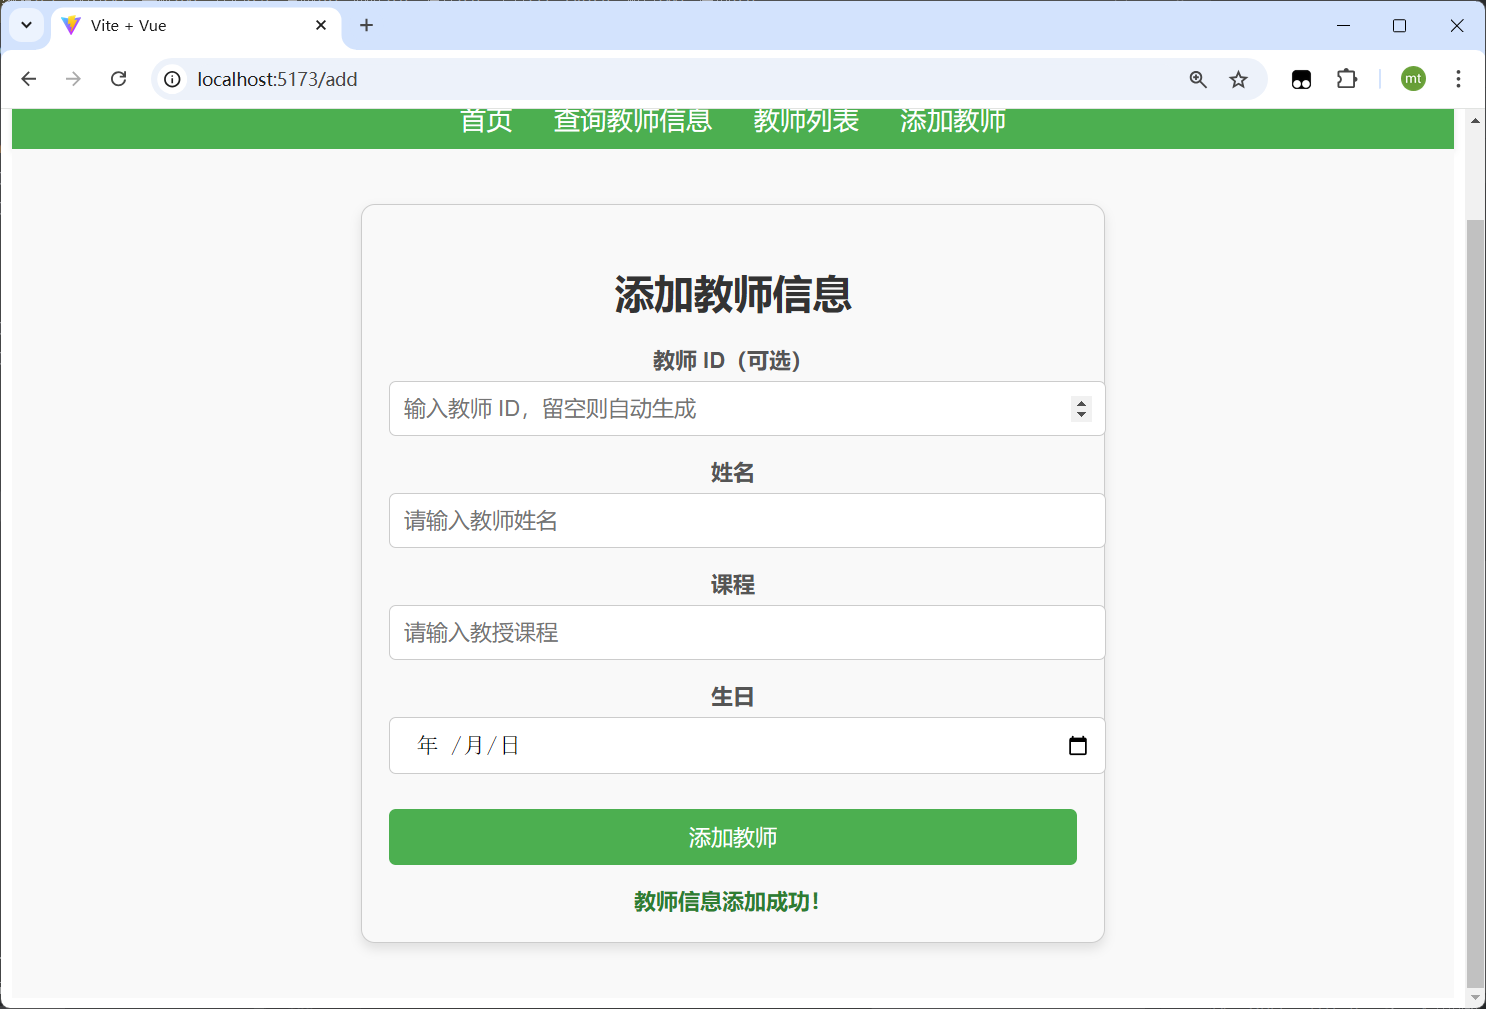 Vite + Vue
localhost:5173/add
mt
首页 查询教师信息 教师列表 添加教师
添加教师信息
教师 ID（可选）
输入教师 ID，留空则自动生成
姓名
请输入教师姓名
课程
请输入教授课程
生日
年 /月/日
添加教师
教师信息添加成功！